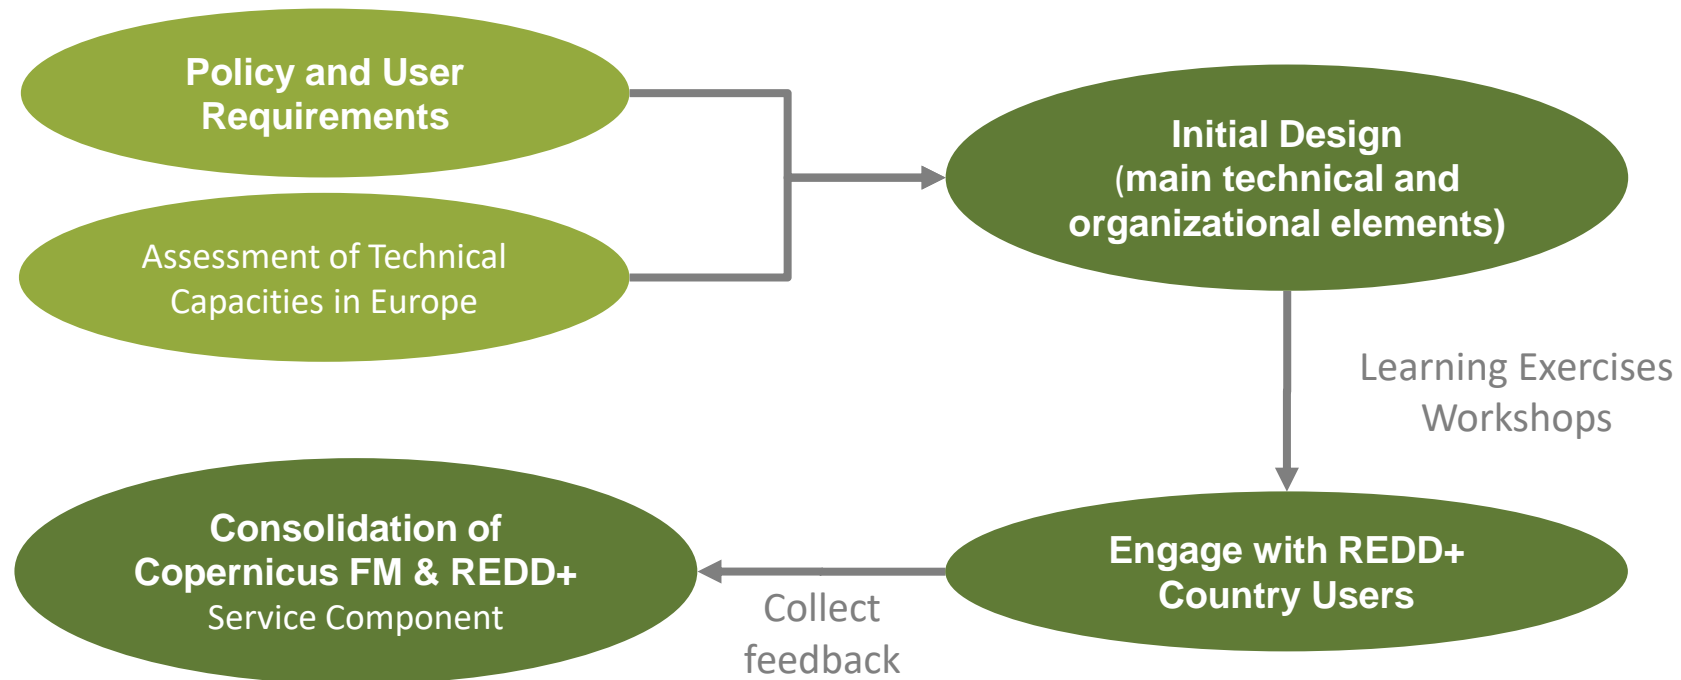 Policy and User
Requirements
Assessment of Technical
Capacities in Europe
Initial Design
(main technical and
organizational elements)
Learning Exercises
Workshops
Engage with REDD+
Country Users
Collect
feedback
Consolidation of
Copernicus FM & REDD+
Service Component